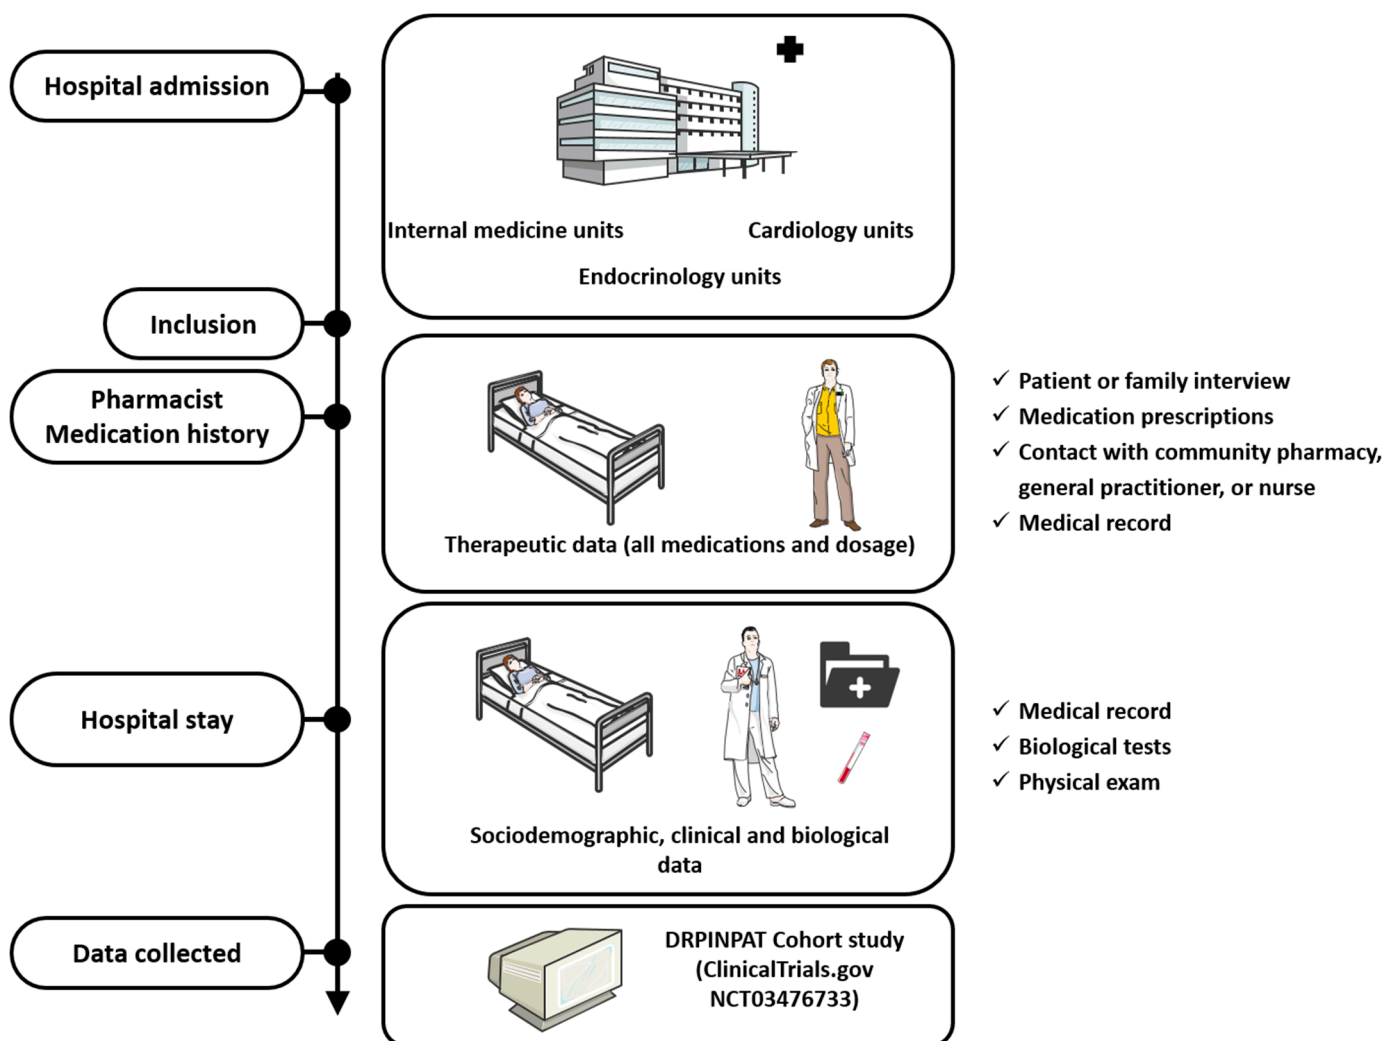 Hospital admission
Internal medicine units
Cardiology units
Endocrinology units
Inclusion
Pharmacist
Medication history
Therapeutic data (all medications and dosage)
✓ Patient or family interview
✓ Medication prescriptions
✓ Contact with community pharmacy,
general practitioner, or nurse
✓ Medical record
Hospital stay
Sociodemographic, clinical and biological
data
✓ Medical record
✓ Biological tests
✓ Physical exam
Data collected
DRPINPAT Cohort study
(ClinicalTrials.gov
NCT03476733)